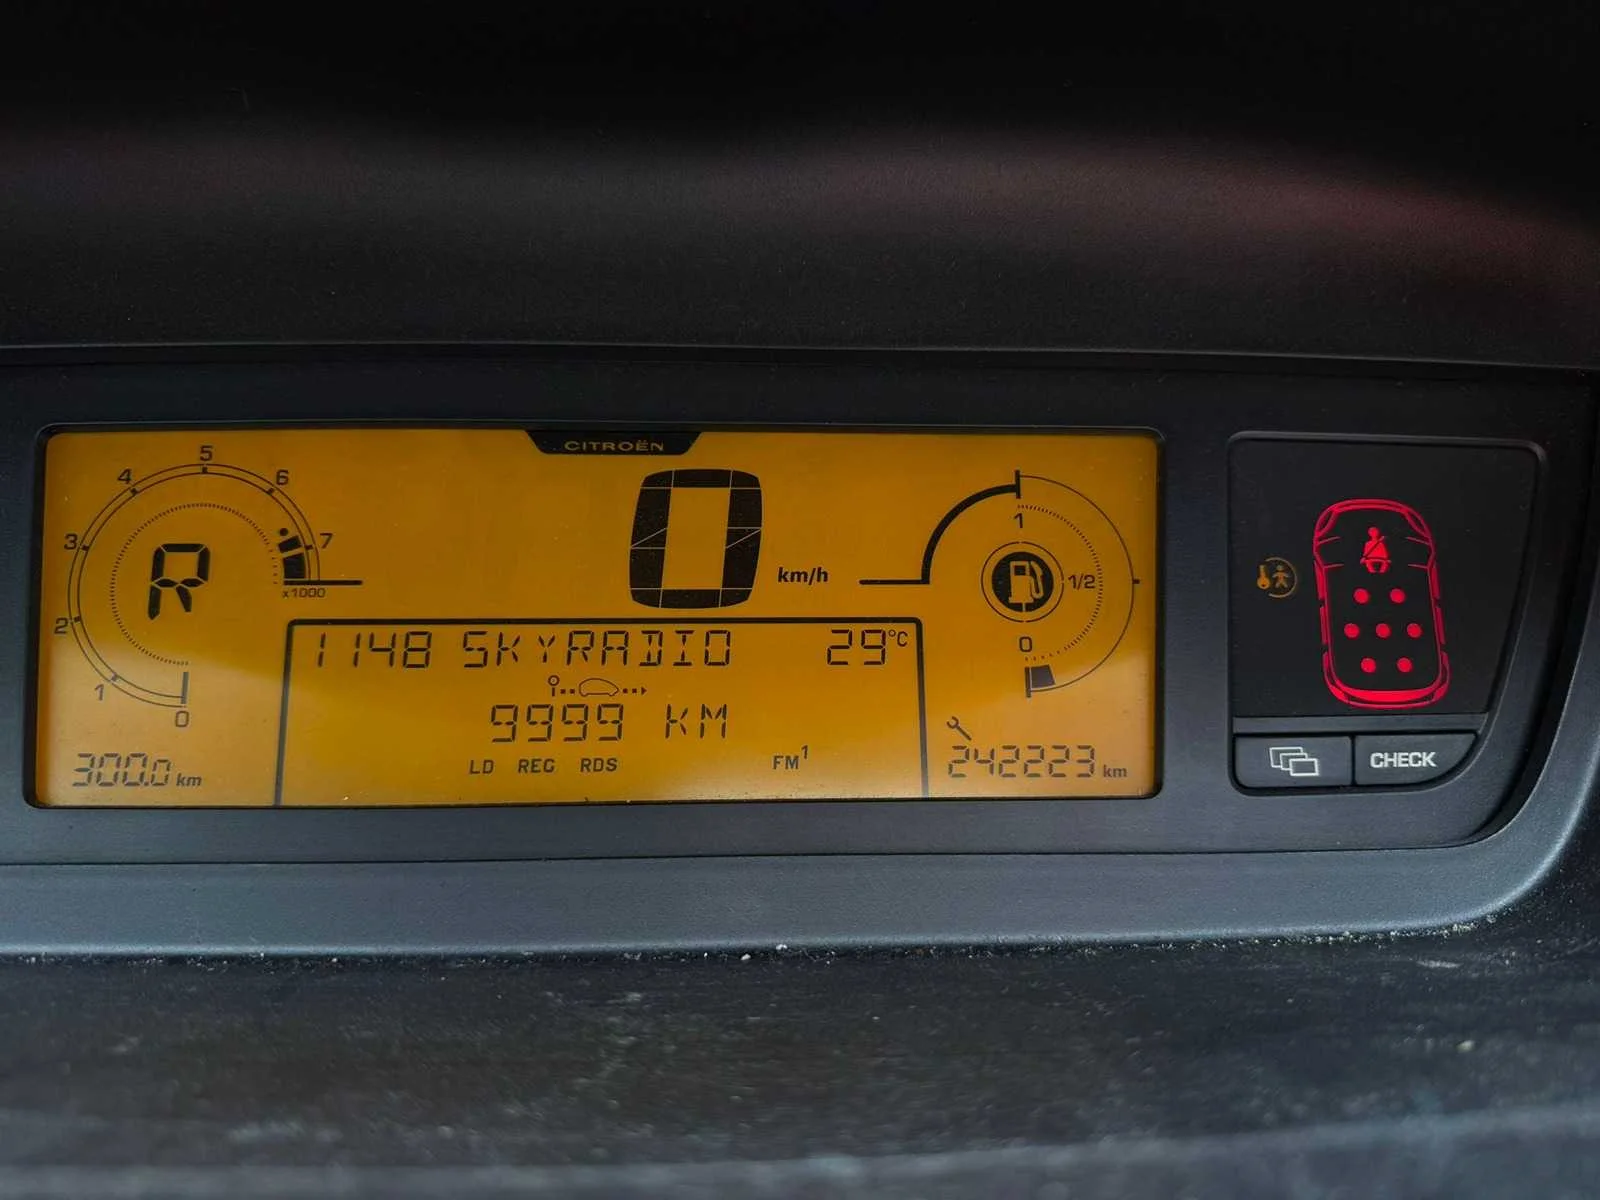 CITROËN
5
4
6
3
7
2
1
0
x1000
R
0 km/h
1
1/2
0
1148 SKYRADIO 29°C
9999 KM
LD REG RDS FM1
300.0 km
242223 km
CHECK